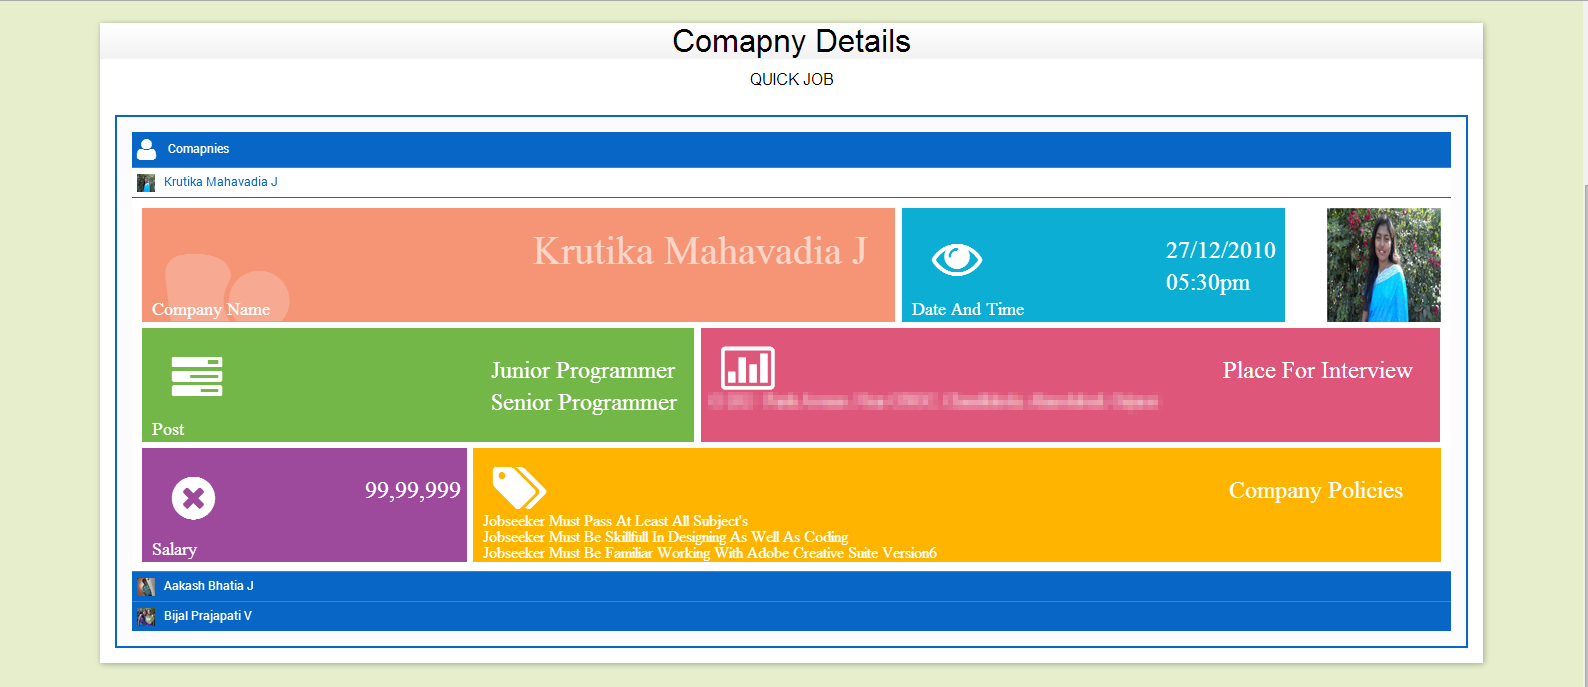 Comapny Details
QUICK JOB
Comapnies
Krutika Mahavadia J
Krutika Mahavadia J
Company Name
27/12/2010
05:30pm
Date And Time
Junior Programmer
Senior Programmer
Post
Place For Interview
99,99,999
Salary
Company Policies
Jobseeker Must Pass At Least All Subject's
Jobseeker Must Be Skillfull In Designing As Well As Coding
Jobseeker Must Be Familiar Working With Adobe Creative Suite Version6
Aakash Bhatia J
Bijal Prajapati V